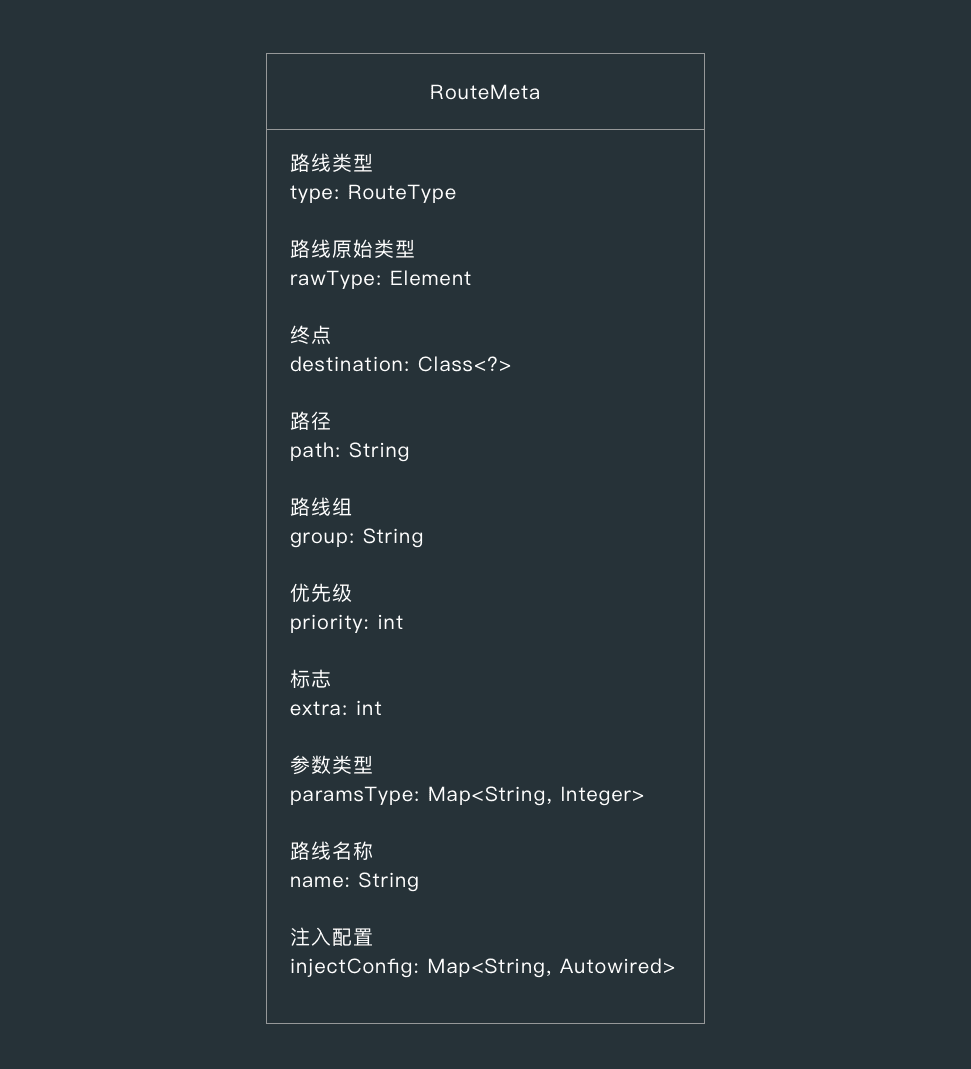 RouteMeta
路线类型
type: RouteType
路线原始类型
rawType: Element
终点
destination: Class<?>
路径
path: String
路线组
group: String
优先级
priority: int
标志
extra: int
参数类型
paramsType: Map<String, Integer>
路线名称
name: String
注入配置
injectConfig: Map<String, Autowired>